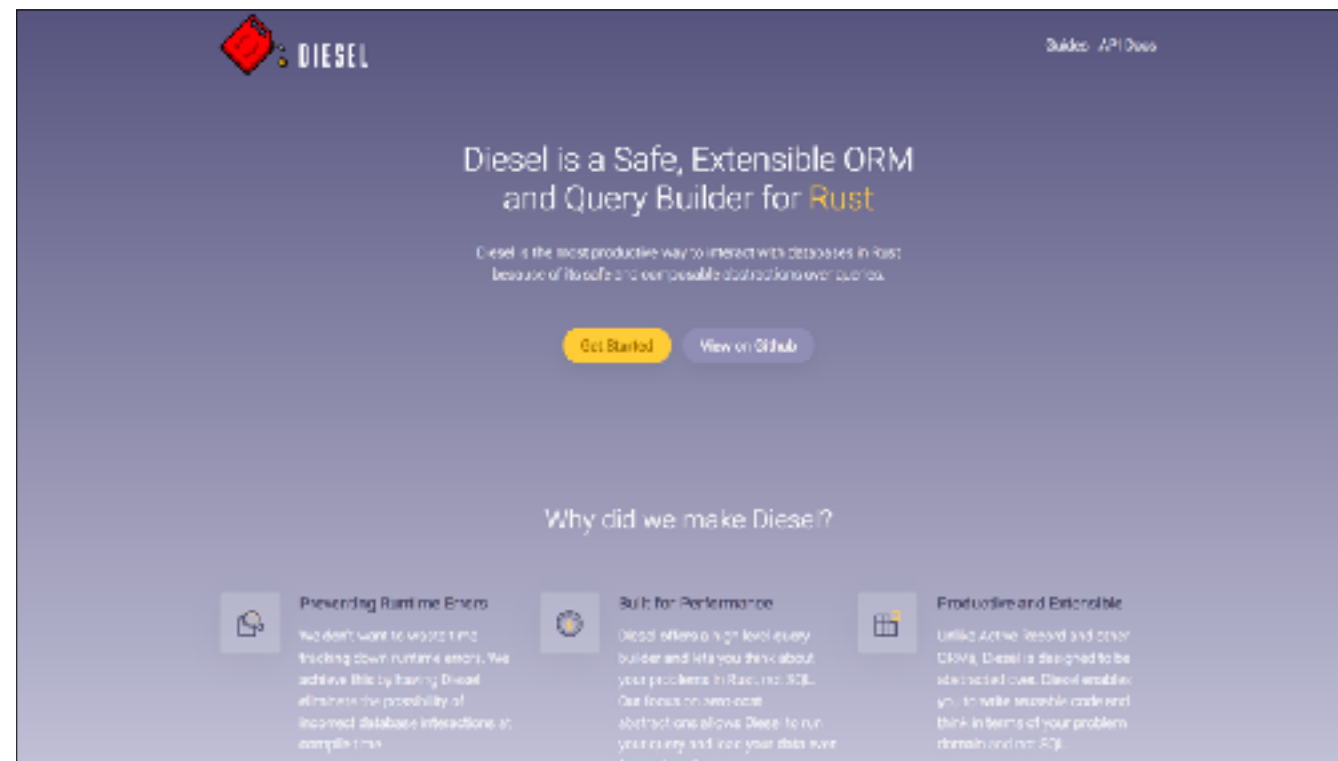 DIESEL
Guides API Docs
Diesel is a Safe, Extensible ORM
and Query Builder for Rust
Diesel is the most productive way to interact with databases in Rust
because of its safe and composable abstractions over queries.
Get Started
View on Github
Why did we make Diesel?
Preventing Runtime Errors
We don't want to waste time
tracking down runtime errors. We
achieve this by having Diesel
eliminate the possibility of
incorrect database interactions at
compile time.
Built for Performance
Diesel offers a high level query
builder and lets you think about
your problems in Rust, not SQL.
Our focus on zero-cost
abstractions allows Diesel to run
your query and load your data even
Productive and Extensible
Unlike Active Record and other
ORMs, Diesel is designed to be
abstracted over. Diesel enables
you to write reusable code and
think in terms of your problem
domain and not SQL.